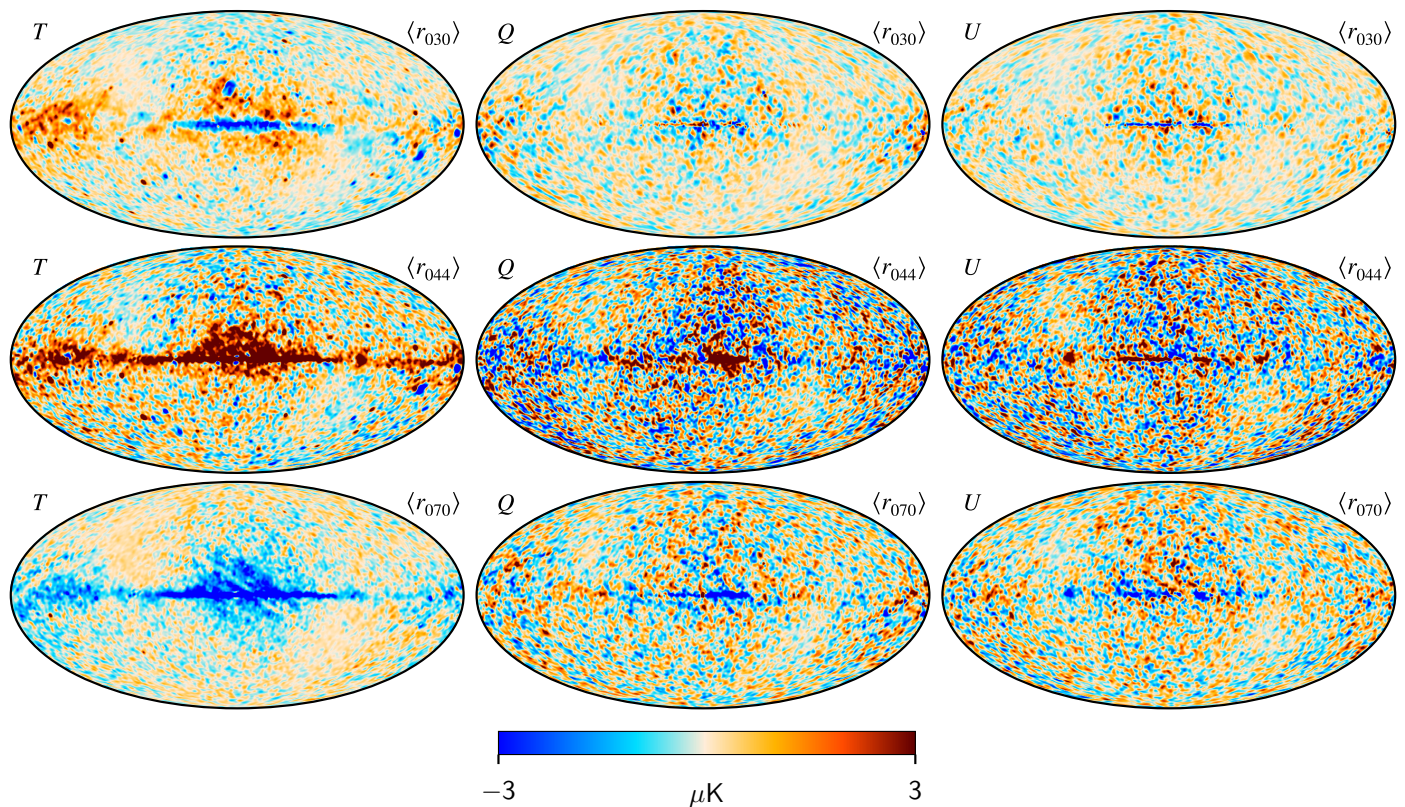 T ⟨r₀₃₀⟩ Q ⟨r₀₃₀⟩ U ⟨r₀₃₀⟩
T ⟨r₀₄₄⟩ Q ⟨r₀₄₄⟩ U ⟨r₀₄₄⟩
T ⟨r₀₇₀⟩ Q ⟨r₀₇₀⟩ U ⟨r₀₇₀⟩
−3 μK 3